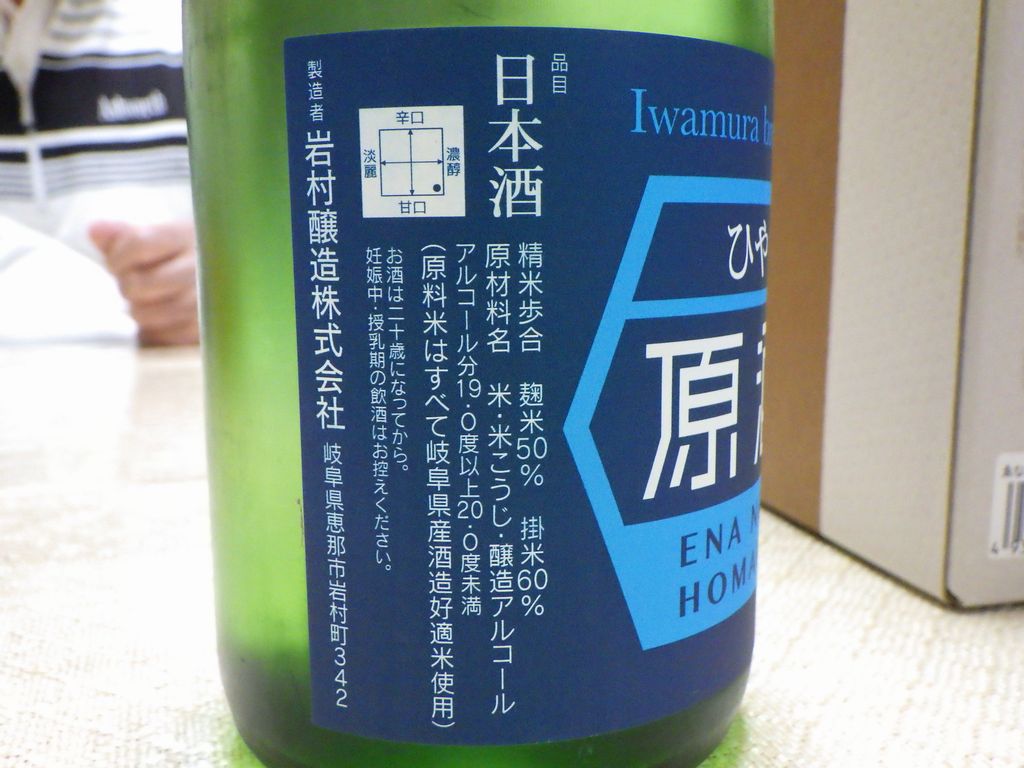 品目
日本酒
精米歩合 麹米50% 掛米60%
原材料名 米・米こうじ・醸造アルコール
アルコール分19.0度以上20.0度未満
(原料米はすべて岐阜県産酒造好適米使用)
辛口
淡麗
濃醇
甘口
お酒は二十歳になってから。
妊娠中・授乳期の飲酒はお控えください。
製造者 岩村醸造株式会社 岐阜県恵那市岩村町342
Iwamura
ひや
原
ENA
HOMA